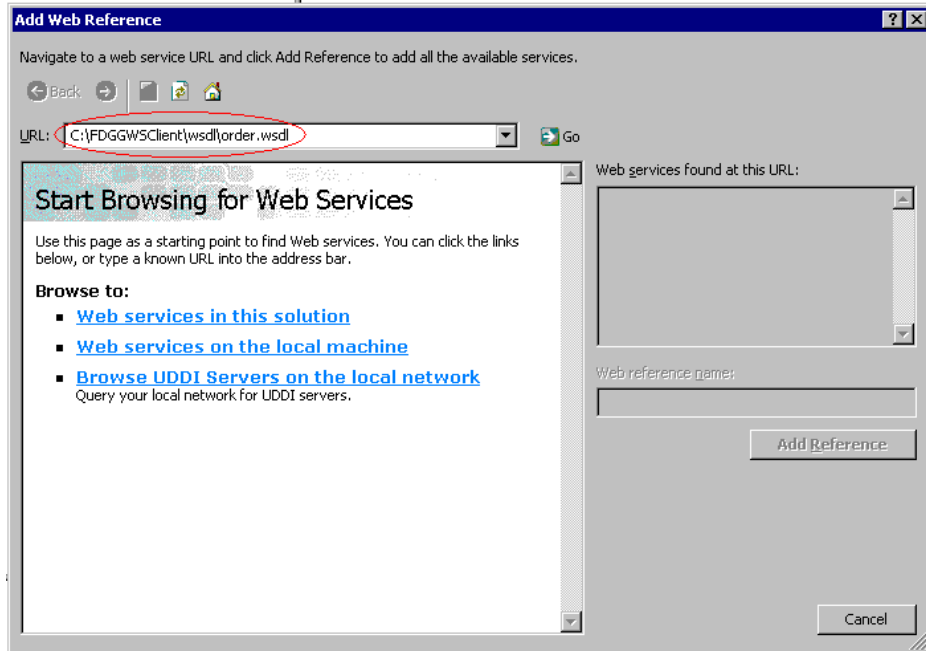 Add Web Reference
Navigate to a web service URL and click Add Reference to add all the available services.
Back
URL: C:\FDGGWSClient\wsdl\order.wsdl Go
Start Browsing for Web Services
Use this page as a starting point to find Web services. You can click the links
below, or type a known URL into the address bar.
Browse to:
Web services in this solution
Web services on the local machine
Browse UDDI Servers on the local network
Query your local network for UDDI servers.
Web services found at this URL:
Web reference name:
Add Reference
Cancel